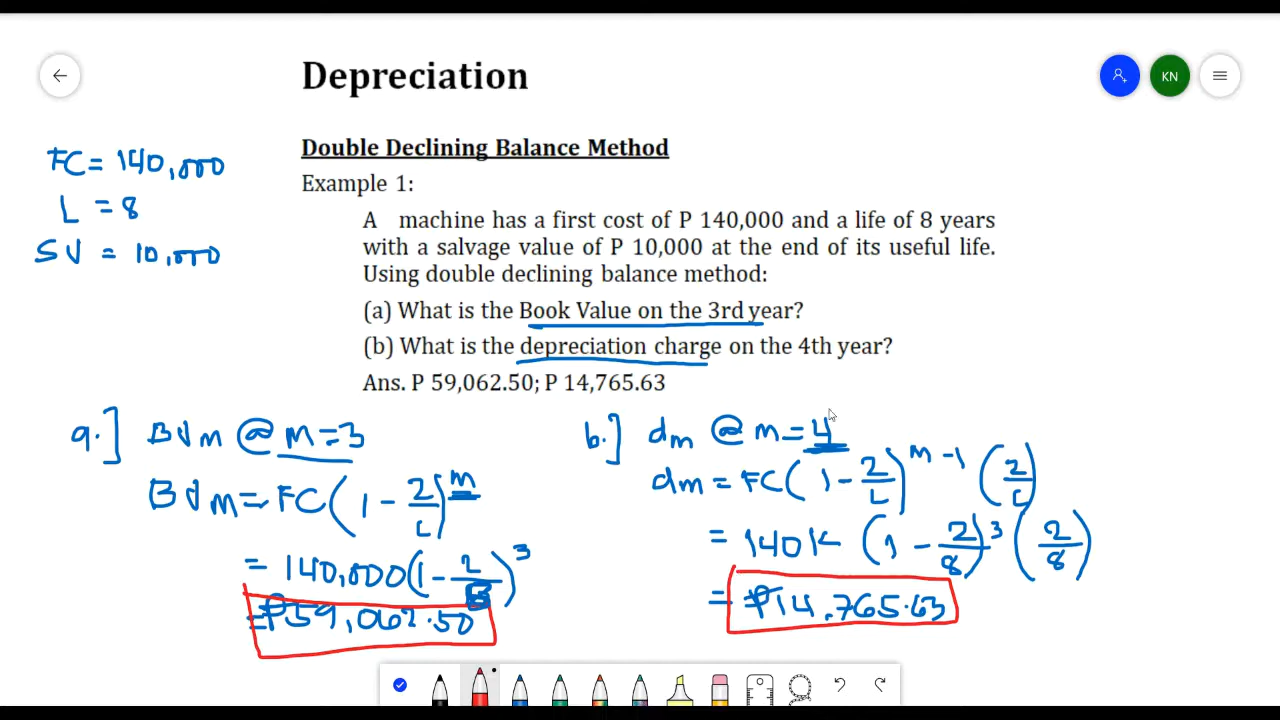 Depreciation
KN
Double Declining Balance Method
Example 1:
A machine has a first cost of P 140,000 and a life of 8 years
with a salvage value of P 10,000 at the end of its useful life.
Using double declining balance method:
(a) What is the Book Value on the 3rd year?
(b) What is the depreciation charge on the 4th year?
Ans. P 59,062.50; P 14,765.63
FC = 140,000
L = 8
SV = 10,000
a.] BVm @ m=3
BVm = FC(1 - 2/L)^m
= 140,000(1 - 2/8)^3
= ₱59,062.50
b.] dm @ m=4
dm = FC(1 - 2/L)^m-1 (2/L)
= 140K (1 - 2/8)^3 (2/8)
= ₱14,765.63